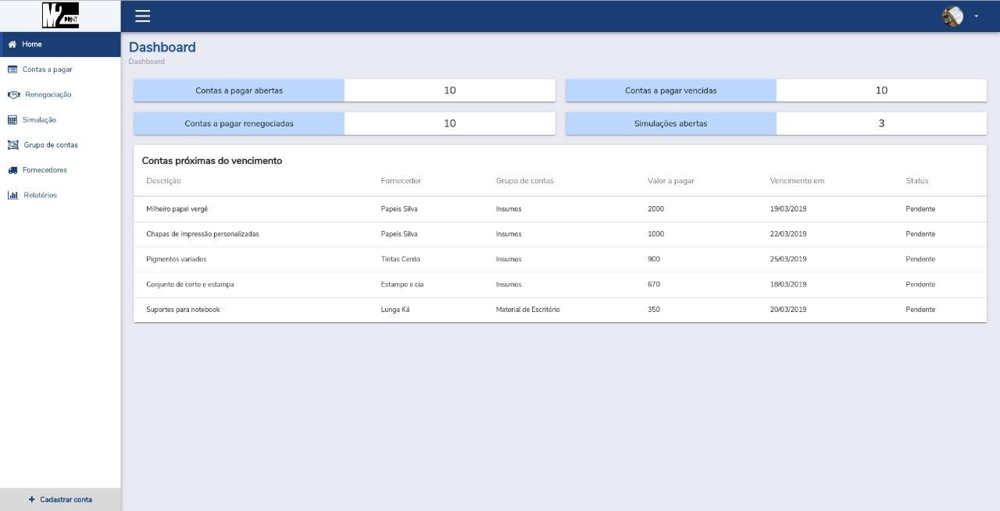 M2 PRINT
Home
Contas a pagar
Renegociação
Simulação
Grupo de contas
Fornecedores
Relatórios
Cadastrar conta
Dashboard
Dashboard
Contas a pagar abertas 10 Contas a pagar vencidas 10
Contas a pagar renegociadas 10 Simulações abertas 3
Contas próximas do vencimento
Descrição Fornecedor Grupo de contas Valor a pagar Vencimento em Status
Milheiro papel vergê Papeis Silva Insumos 2000 19/03/2019 Pendente
Chapas de impressão personalizadas Papeis Silva Insumos 1000 22/03/2019 Pendente
Pigmentos variados Tintas Cerdo Insumos 900 25/03/2019 Pendente
Conjunto de corte e estampa Estampo e cia Insumos 670 18/03/2019 Pendente
Suportes para notebook Lunga Ká Material de Escritório 350 20/03/2019 Pendente